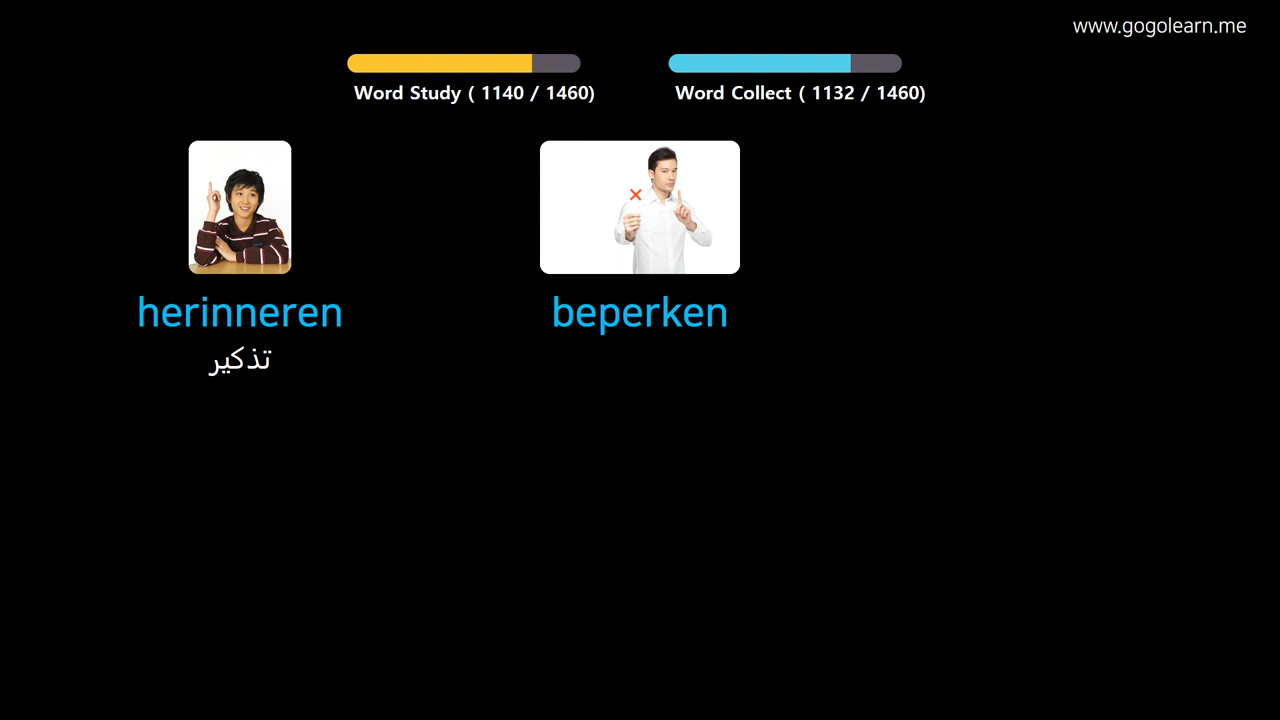 www.gogolearn.me
Word Study ( 1140 / 1460)
Word Collect ( 1132 / 1460)
herinneren
beperken
تذكير